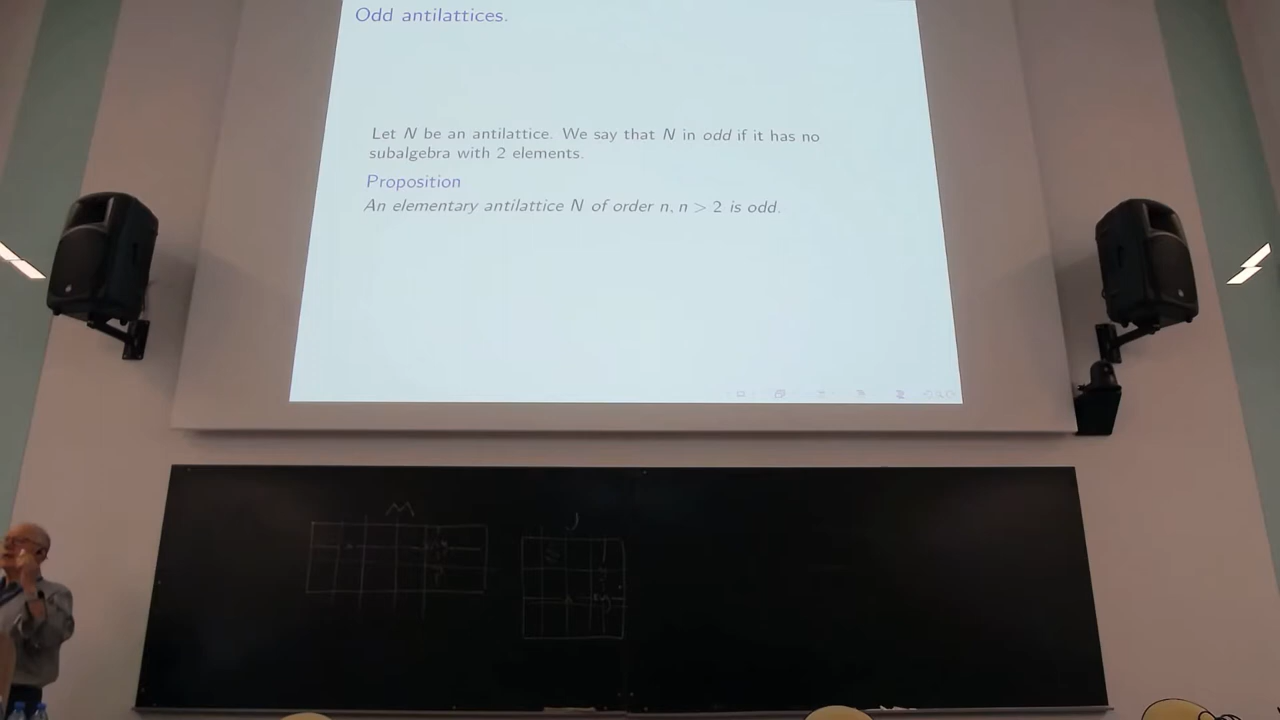 Odd antilattices.
Let N be an antilattice. We say that N in odd if it has no
subalgebra with 2 elements.
Proposition
An elementary antilattice N of order n, n > 2 is odd.
M
J